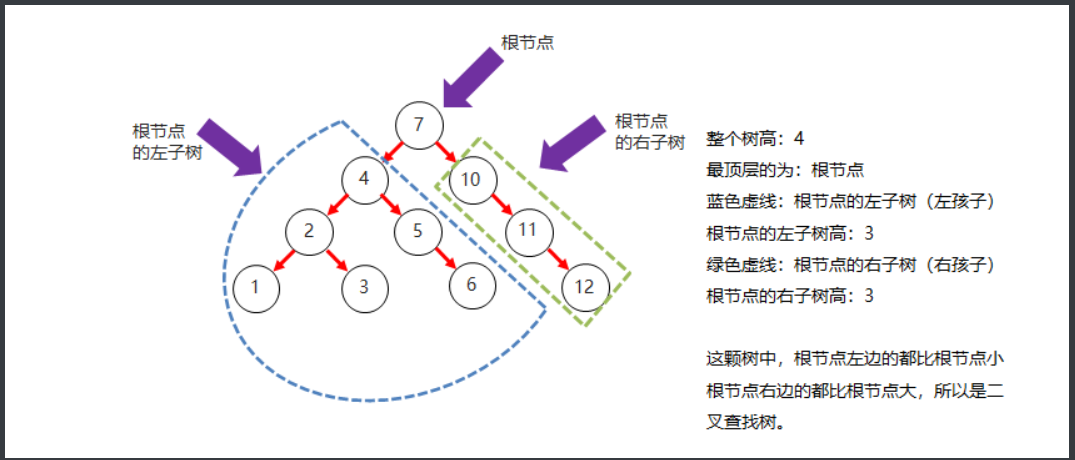 根节点
根节点
的左子树
根节点
的右子树
7
4
10
2
5
11
1
3
6
12
整个树高：4
最顶层的为：根节点
蓝色虚线：根节点的左子树（左孩子）
根节点的左子树高：3
绿色虚线：根节点的右子树（右孩子）
根节点的右子树高：3
这颗树中，根节点左边的都比根节点小
根节点右边的都比根节点大，所以是二
叉查找树。